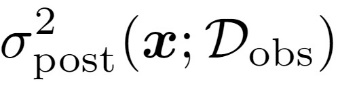 σ²_post(𝒙; 𝒟_obs)